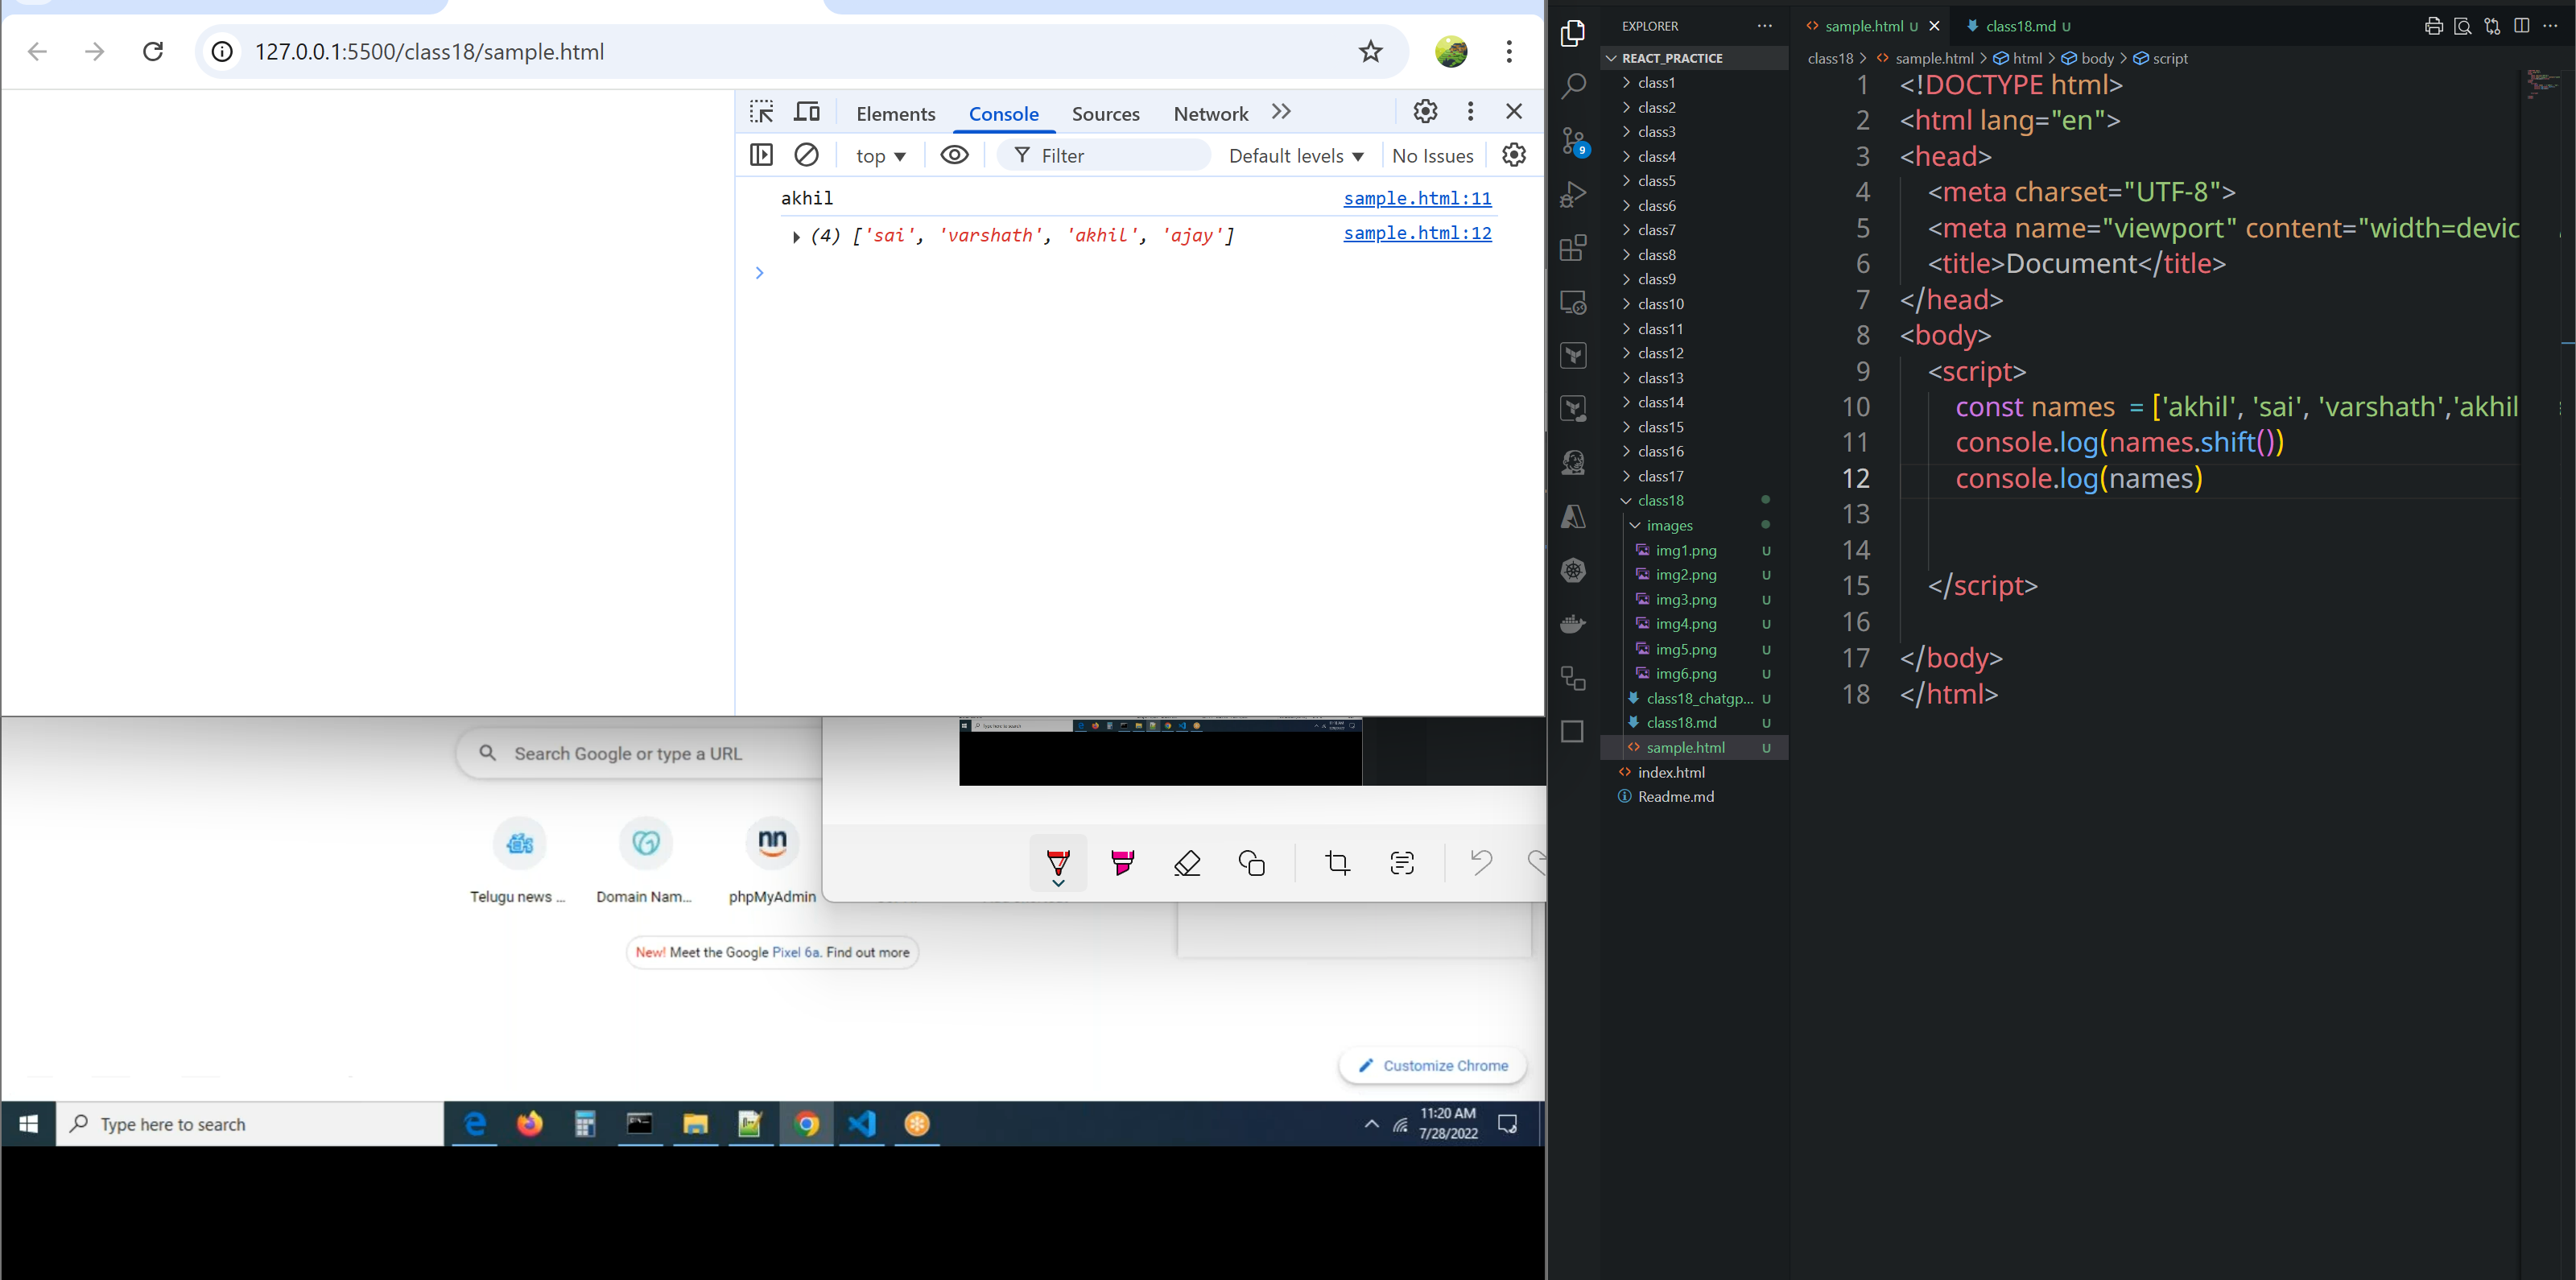 127.0.0.1:5500/class18/sample.html
Elements Console Sources Network
top Filter Default levels No Issues
akhil sample.html:11
(4) ['sai', 'varshath', 'akhil', 'ajay'] sample.html:12
Search Google or type a URL
Telugu news ... Domain Nam... phpMyAdmin
New! Meet the Google Pixel 6a. Find out more
Customize Chrome
Type here to search
11:20 AM
7/28/2022
EXPLORER
REACT_PRACTICE
class1
class2
class3
class4
class5
class6
class7
class8
class9
class10
class11
class12
class13
class14
class15
class16
class17
class18
images
img1.png U
img2.png U
img3.png U
img4.png U
img5.png U
img6.png U
class18_chatgp... U
class18.md U
sample.html U
index.html
Readme.md
9
sample.html U class18.md U
class18 > sample.html > html > body > script
1 <!DOCTYPE html>
2 <html lang="en">
3 <head>
4 <meta charset="UTF-8">
5 <meta name="viewport" content="width=devic
6 <title>Document</title>
7 </head>
8 <body>
9 <script>
10 const names = ['akhil', 'sai', 'varshath','akhil
11 console.log(names.shift())
12 console.log(names)
13
14
15 </script>
16
17 </body>
18 </html>